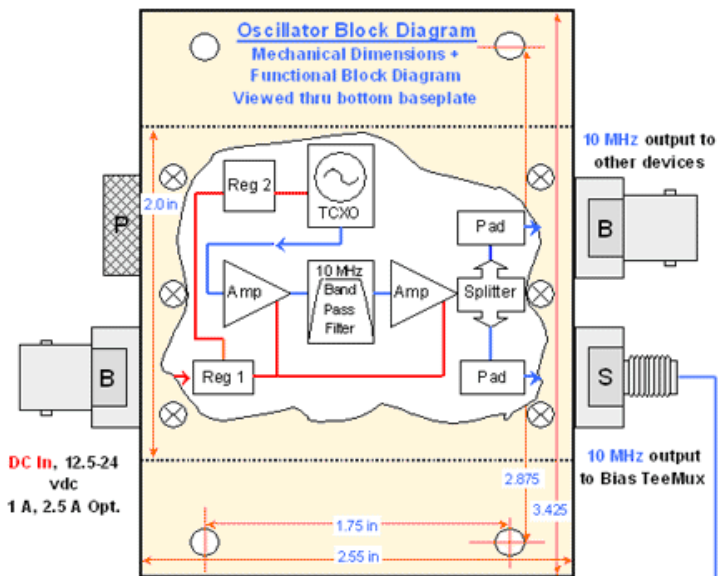 Oscillator Block Diagram
Mechanical Dimensions +
Functional Block Diagram
Viewed thru bottom baseplate
10 MHz output to
other devices
2.0 in
Reg 2
TCXO
P
Pad
B
Amp
10 MHz
Band
Pass
Filter
Amp
Splitter
B
Reg 1
Pad
S
DC In, 12.5-24
vdc
1 A, 2.5 A Opt.
10 MHz output
to Bias TeeMux
2.875
3.425
1.75 in
2.55 in